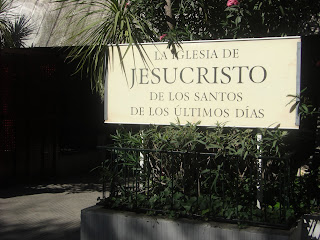 LA IGLESIA DE
JESUCRISTO
DE LOS SANTOS
DE LOS ÚLTIMOS DÍAS